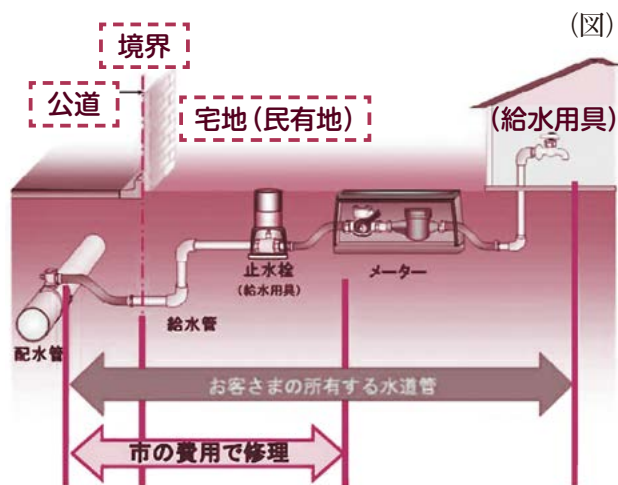 (図)
境界
公道
宅地(民有地)
(給水用具)
止水栓
(給水用具)
メーター
給水管
配水管
お客さまの所有する水道管
市の費用で修理